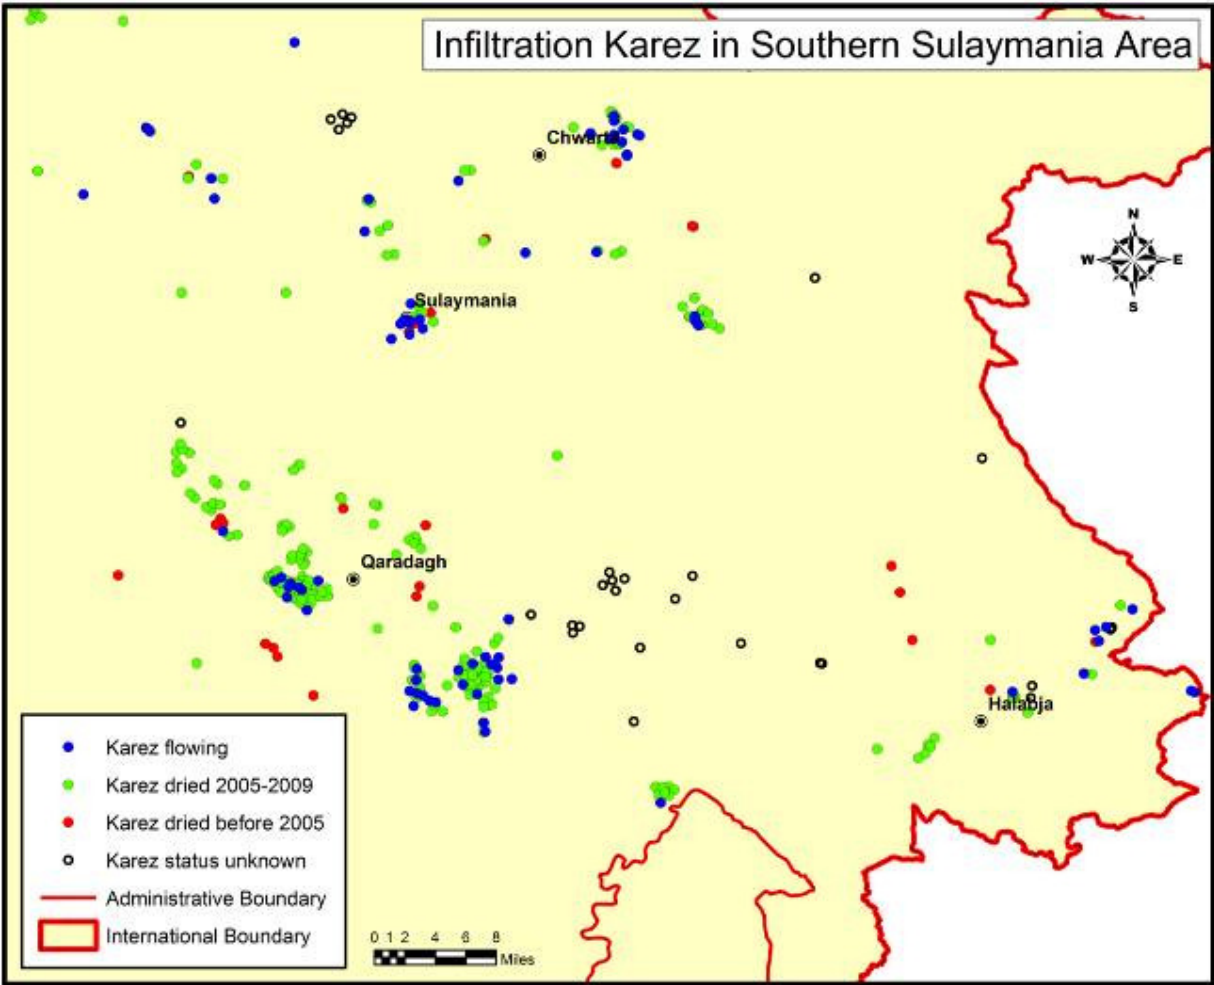 Infiltration Karez in Southern Sulaymania Area
Chwarta
N
W E
S
Sulaymania
Qaradagh
Halabja
Karez flowing
Karez dried 2005-2009
Karez dried before 2005
Karez status unknown
Administrative Boundary
International Boundary
0 1 2 4 6 8
Miles